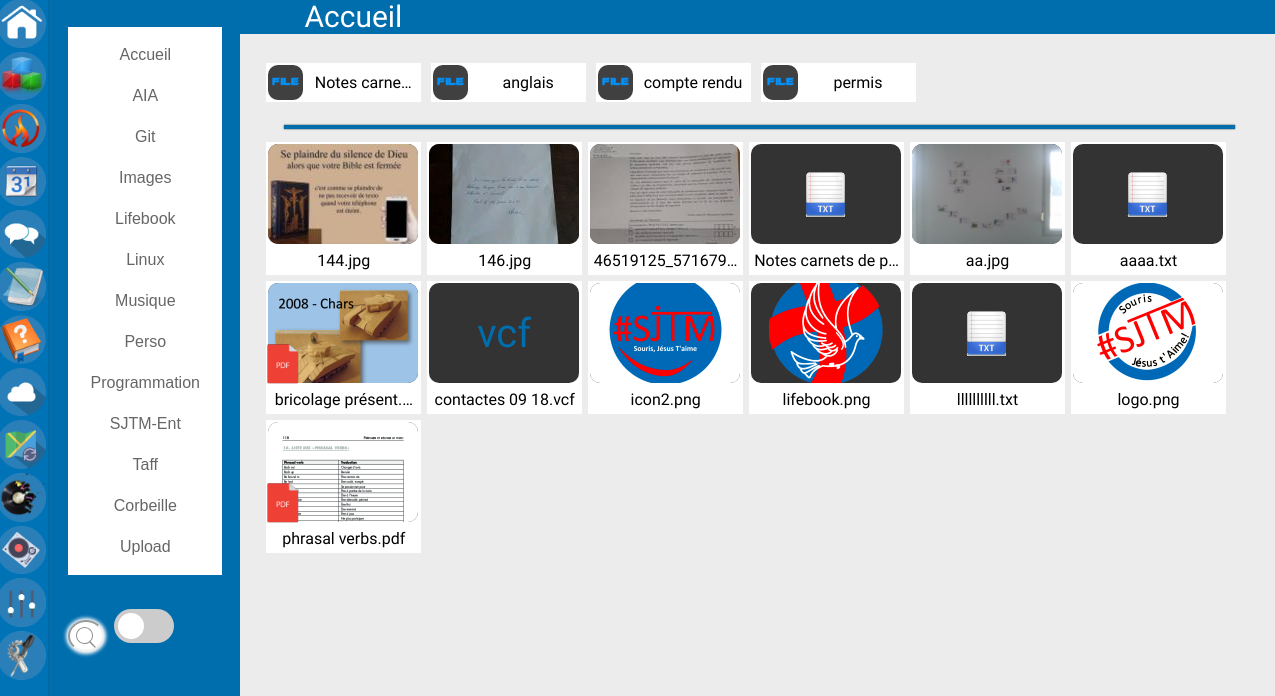 Accueil
Accueil
AIA
Git
Images
Lifebook
Linux
Musique
Perso
Programmation
SJTM-Ent
Taff
Corbeille
Upload
31
FILE Notes carne...
FILE anglais
FILE compte rendu
FILE permis
Se plaindre du silence de Dieu
alors que votre Bible est fermée
c'est comme se plaindre de
ne pas recevoir de texto
quand votre téléphone
est éteint.
TXT
TXT
144.jpg
146.jpg
46519125_571679...
Notes carnets de p...
aa.jpg
aaaa.txt
2008 - Chars
PDF
vcf
#SJTM
Souris, Jésus T'aime
TXT
Souris
#SJTM
Jésus t'Aime!
bricolage présent....
contactes 09 18.vcf
icon2.png
lifebook.png
llllllllll.txt
logo.png
Phrasal verb
Traduction
PDF
phrasal verbs.pdf